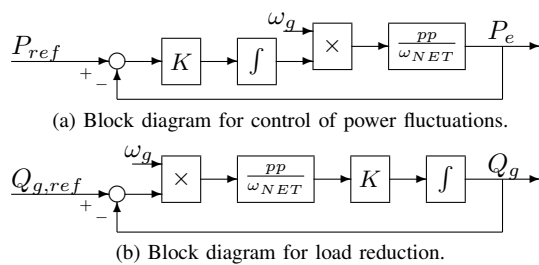 ω_g
P_ref + − K ∫ × pp/ω_NET P_e
(a) Block diagram for control of power fluctuations.
ω_g
Q_g,ref + − × pp/ω_NET K ∫ Q_g
(b) Block diagram for load reduction.